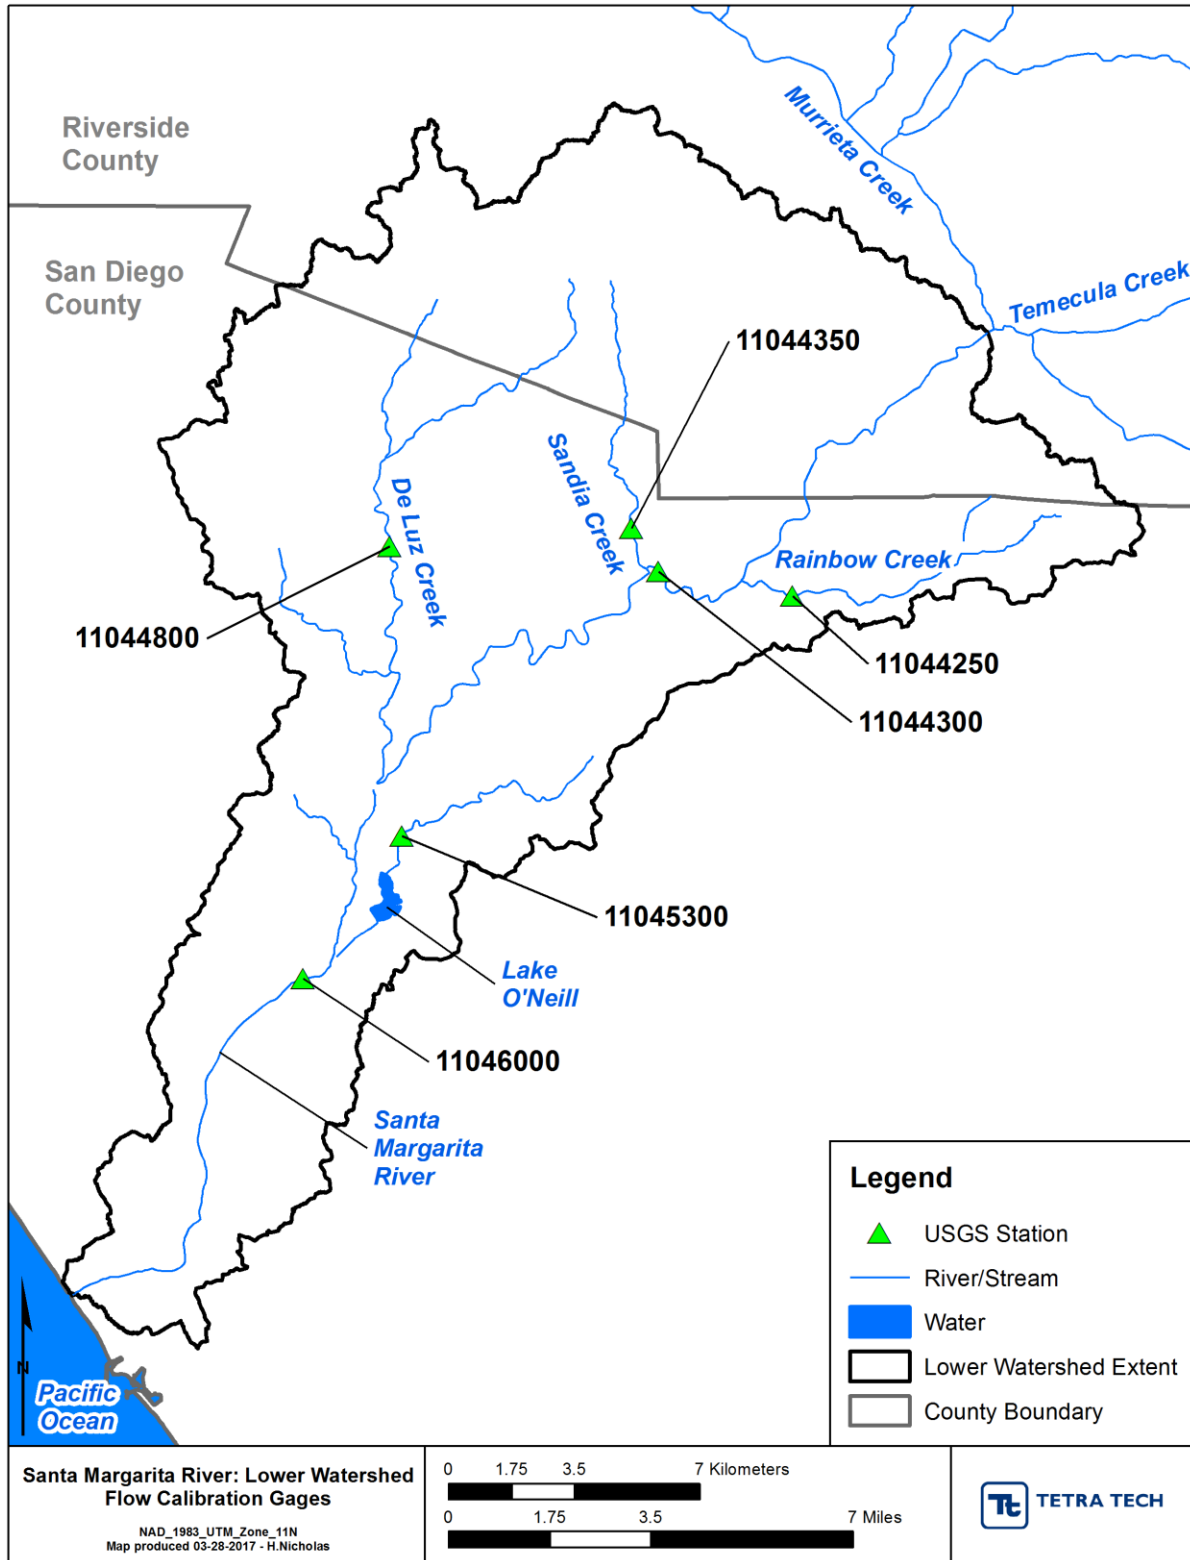 Riverside
County
San Diego
County
Murrieta Creek
Temecula Creek
11044350
Sandia Creek
De Luz Creek
Rainbow Creek
11044800
11044250
11044300
11045300
Lake
O'Neill
11046000
Santa
Margarita
River
N
Pacific
Ocean
Legend
USGS Station
River/Stream
Water
Lower Watershed Extent
County Boundary
Santa Margarita River: Lower Watershed
Flow Calibration Gages
NAD_1983_UTM_Zone_11N
Map produced 03-28-2017 - H.Nicholas
0 1.75 3.5 7 Kilometers
0 1.75 3.5 7 Miles
Tt TETRA TECH